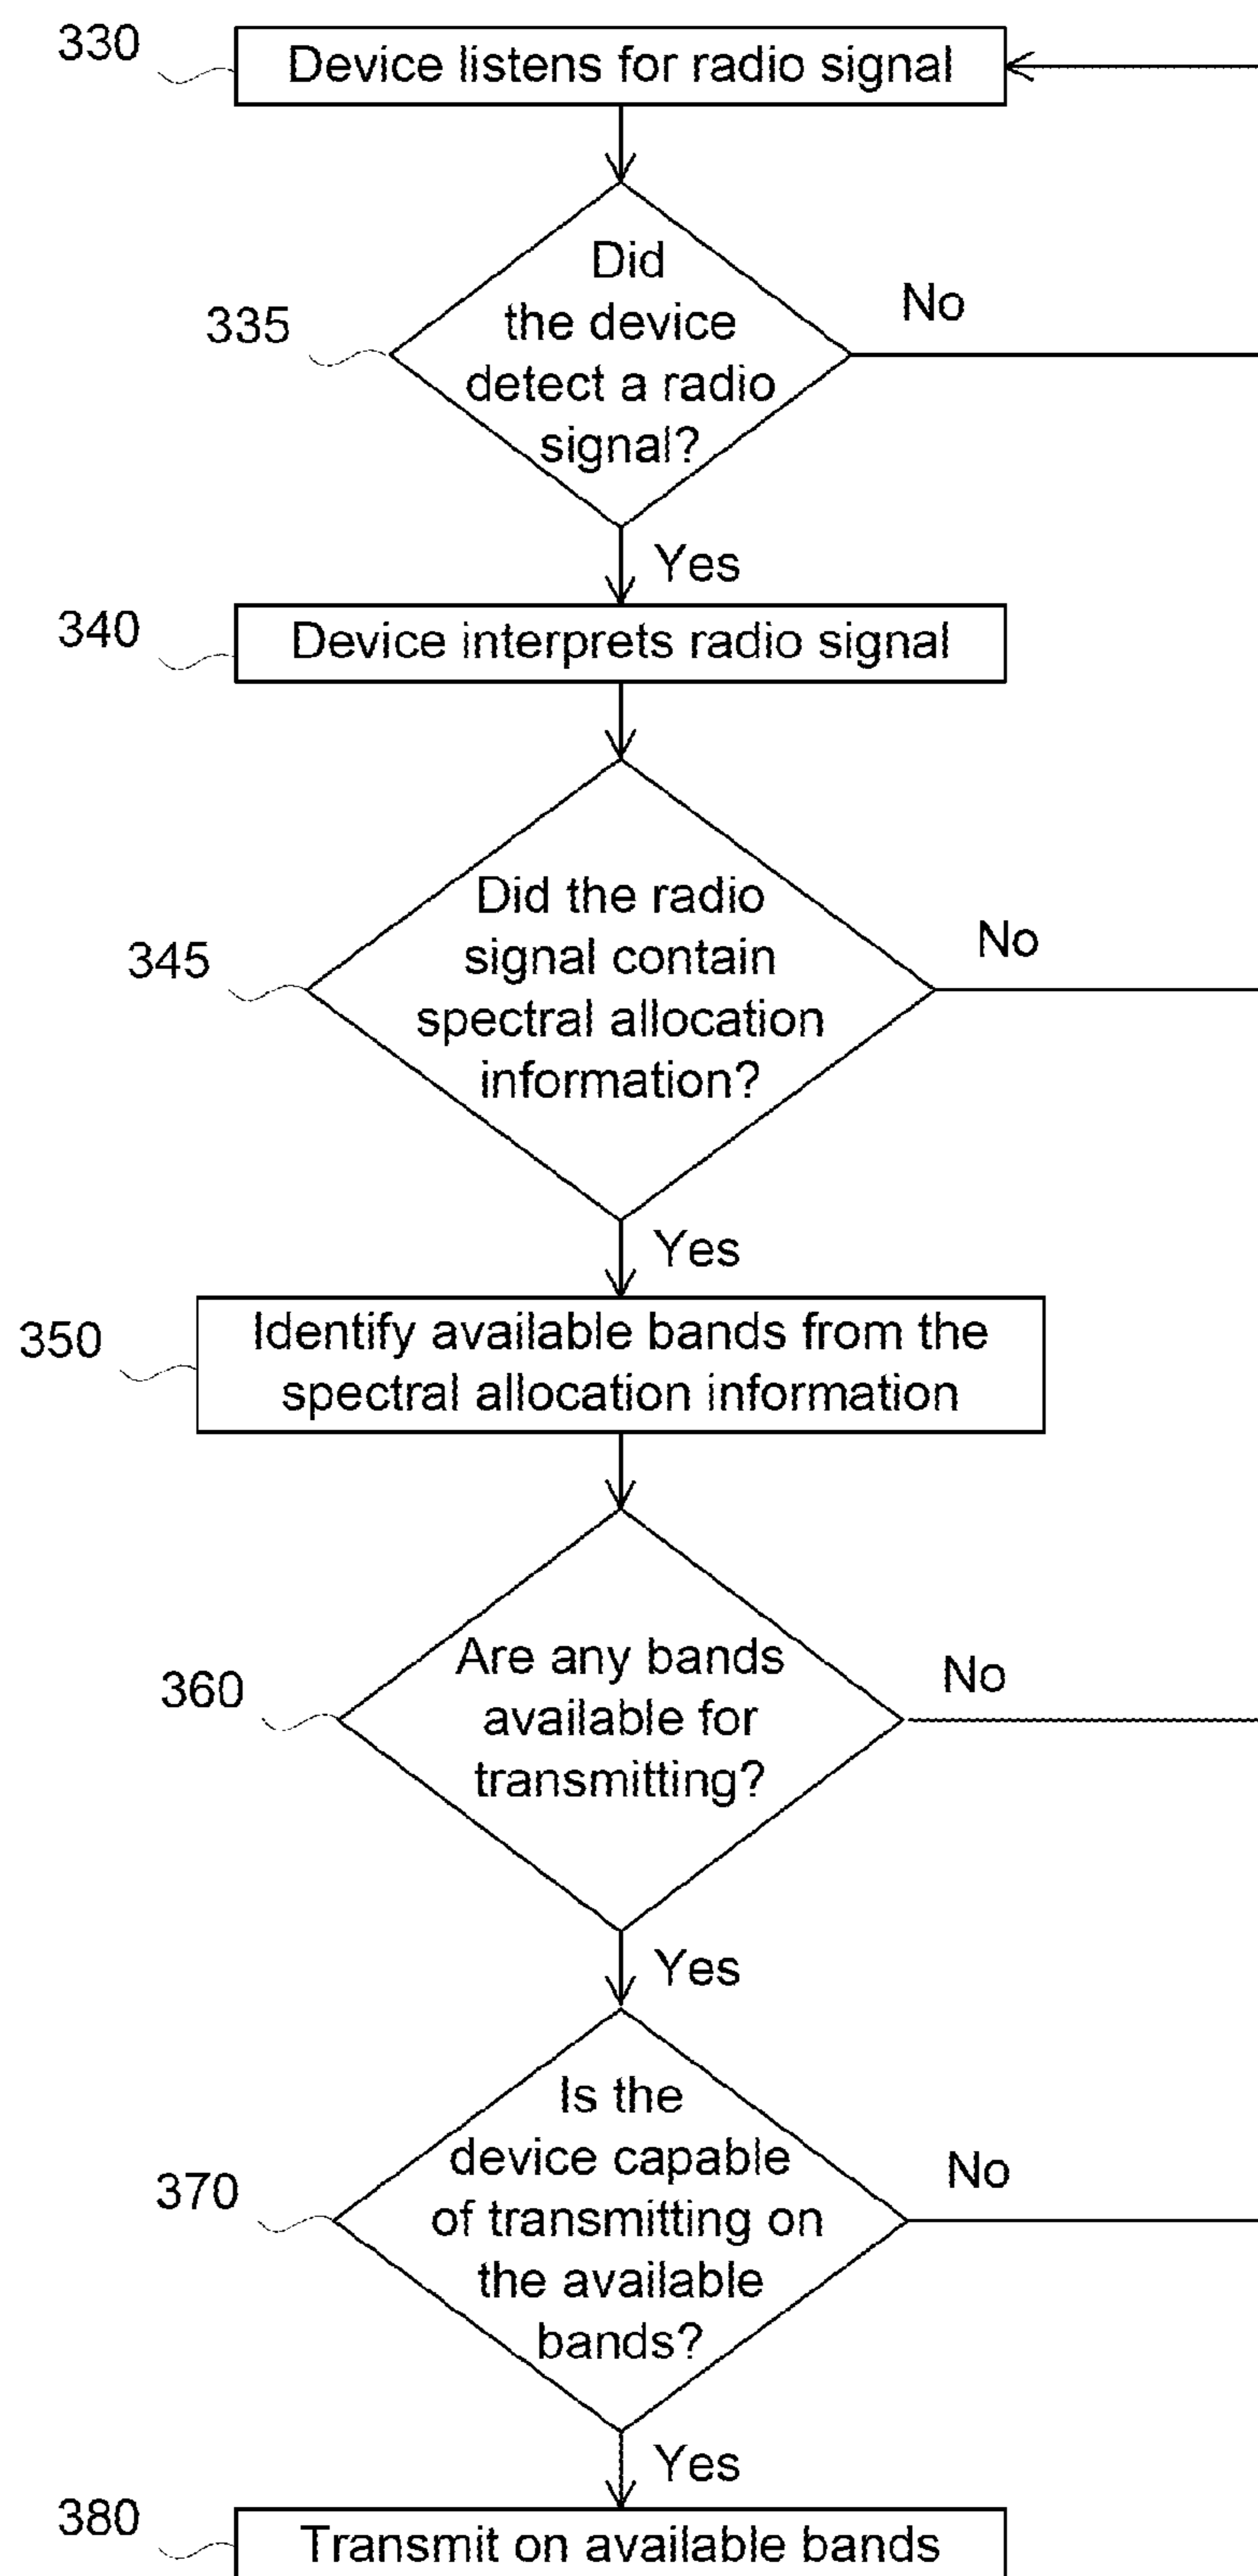 330
Device listens for radio signal
335
Did
the device
detect a radio
signal?
No
Yes
340
Device interprets radio signal
345
Did the radio
signal contain
spectral allocation
information?
No
Yes
350
Identify available bands from the
spectral allocation information
360
Are any bands
available for
transmitting?
No
Yes
370
Is the
device capable
of transmitting on
the available
bands?
No
Yes
380
Transmit on available bands